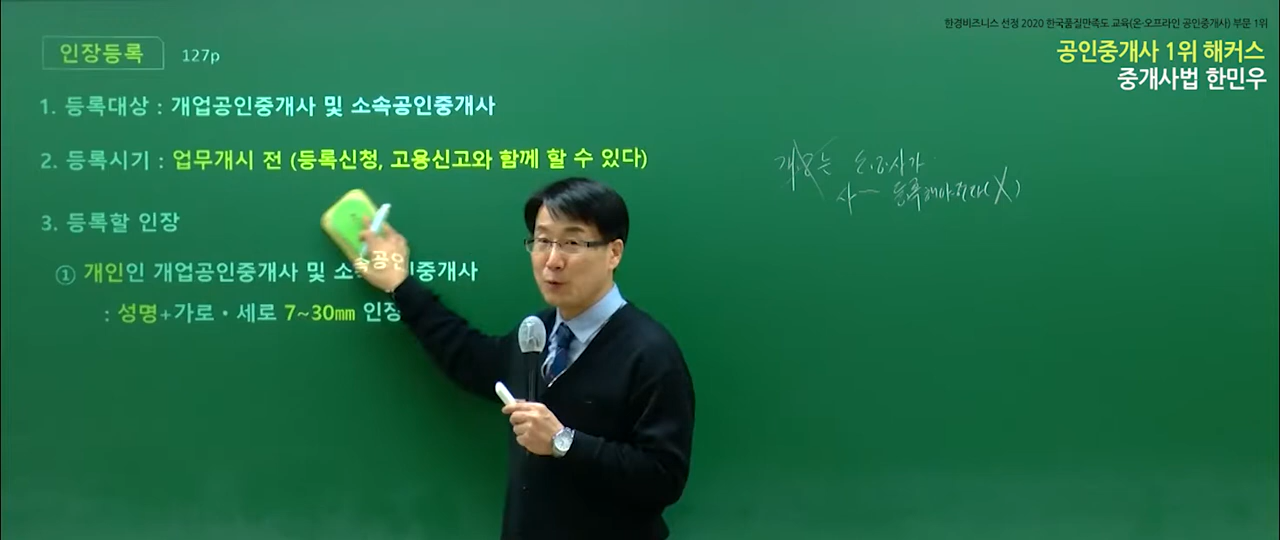 한경비즈니스 선정 2020 한국품질만족도 교육(온·오프라인 공인중개사) 부문 1위
공인중개사 1위 해커스
중개사법 한민우
인장등록 127p
1. 등록대상 : 개업공인중개사 및 소속공인중개사
2. 등록시기 : 업무개시 전 (등록신청, 고용신고와 함께 할 수 있다)
3. 등록할 인장
① 개인인 개업공인중개사 및 소속공인중개사
: 성명+가로·세로 7~30㎜ 인장
등록해야한다(X)